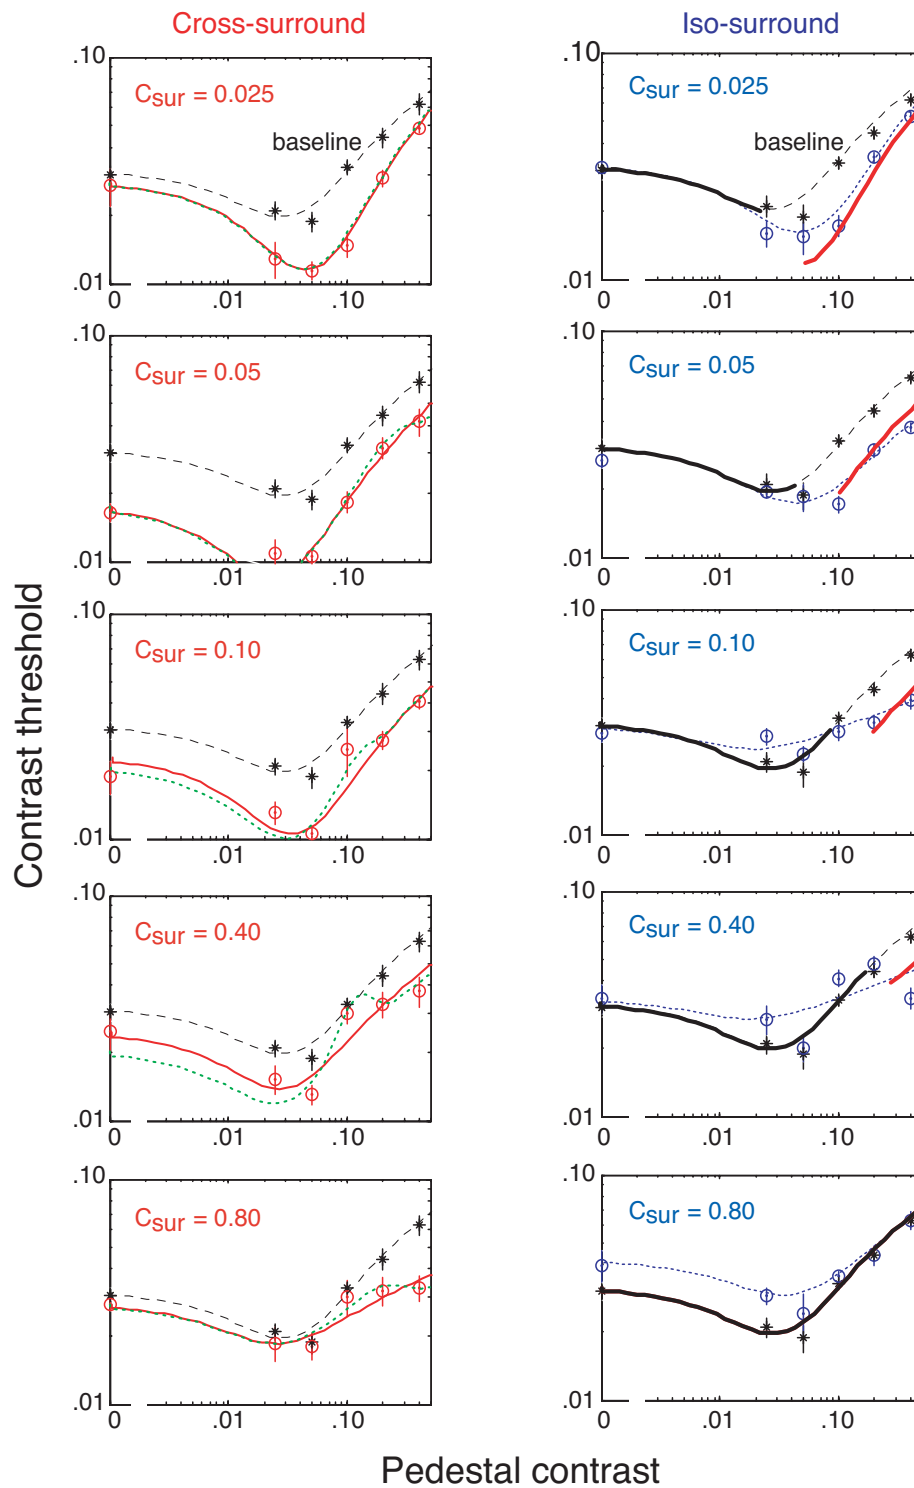 Cross-surround
Iso-surround
.10
Csur = 0.025
baseline
.01
0 .01 .10
.10
Csur = 0.025
baseline
.01
0 .01 .10
.10
Csur = 0.05
.01
0 .01 .10
.10
Csur = 0.05
.01
0 .01 .10
.10
Csur = 0.10
.01
0 .01 .10
.10
Csur = 0.10
.01
0 .01 .10
.10
Csur = 0.40
.01
0 .01 .10
.10
Csur = 0.40
.01
0 .01 .10
.10
Csur = 0.80
.01
0 .01 .10
.10
Csur = 0.80
.01
0 .01 .10
Contrast threshold
Pedestal contrast